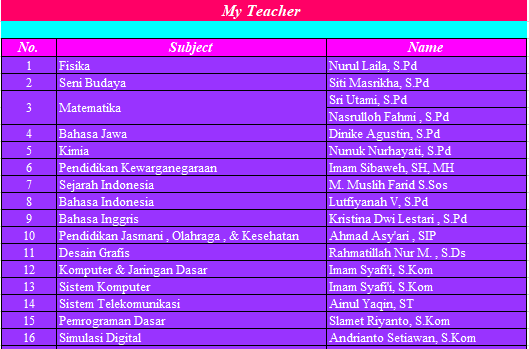 My Teacher
No. Subject Name
1 Fisika Nurul Laila, S.Pd
2 Seni Budaya Siti Masrikha, S.Pd
3 Matematika Sri Utami, S.Pd
Nasrulloh Fahmi , S.Pd
4 Bahasa Jawa Dinike Agustin, S.Pd
5 Kimia Nunuk Nurhayati, S.Pd
6 Pendidikan Kewarganegaraan Imam Sibaweh, SH, MH
7 Sejarah Indonesia M. Muslih Farid S.Sos
8 Bahasa Indonesia Lutfiyanah V, S.Pd
9 Bahasa Inggris Kristina Dwi Lestari , S.Pd
10 Pendidikan Jasmani , Olahraga , & Kesehatan Ahmad Asy'ari , SIP
11 Desain Grafis Rahmatillah Nur M. , S.Ds
12 Komputer & Jaringan Dasar Imam Syafi'i, S.Kom
13 Sistem Komputer Imam Syafi'i, S.Kom
14 Sistem Telekomunikasi Ainul Yaqin, ST
15 Pemrograman Dasar Slamet Riyanto, S.Kom
16 Simulasi Digital Andrianto Setiawan, S.Kom